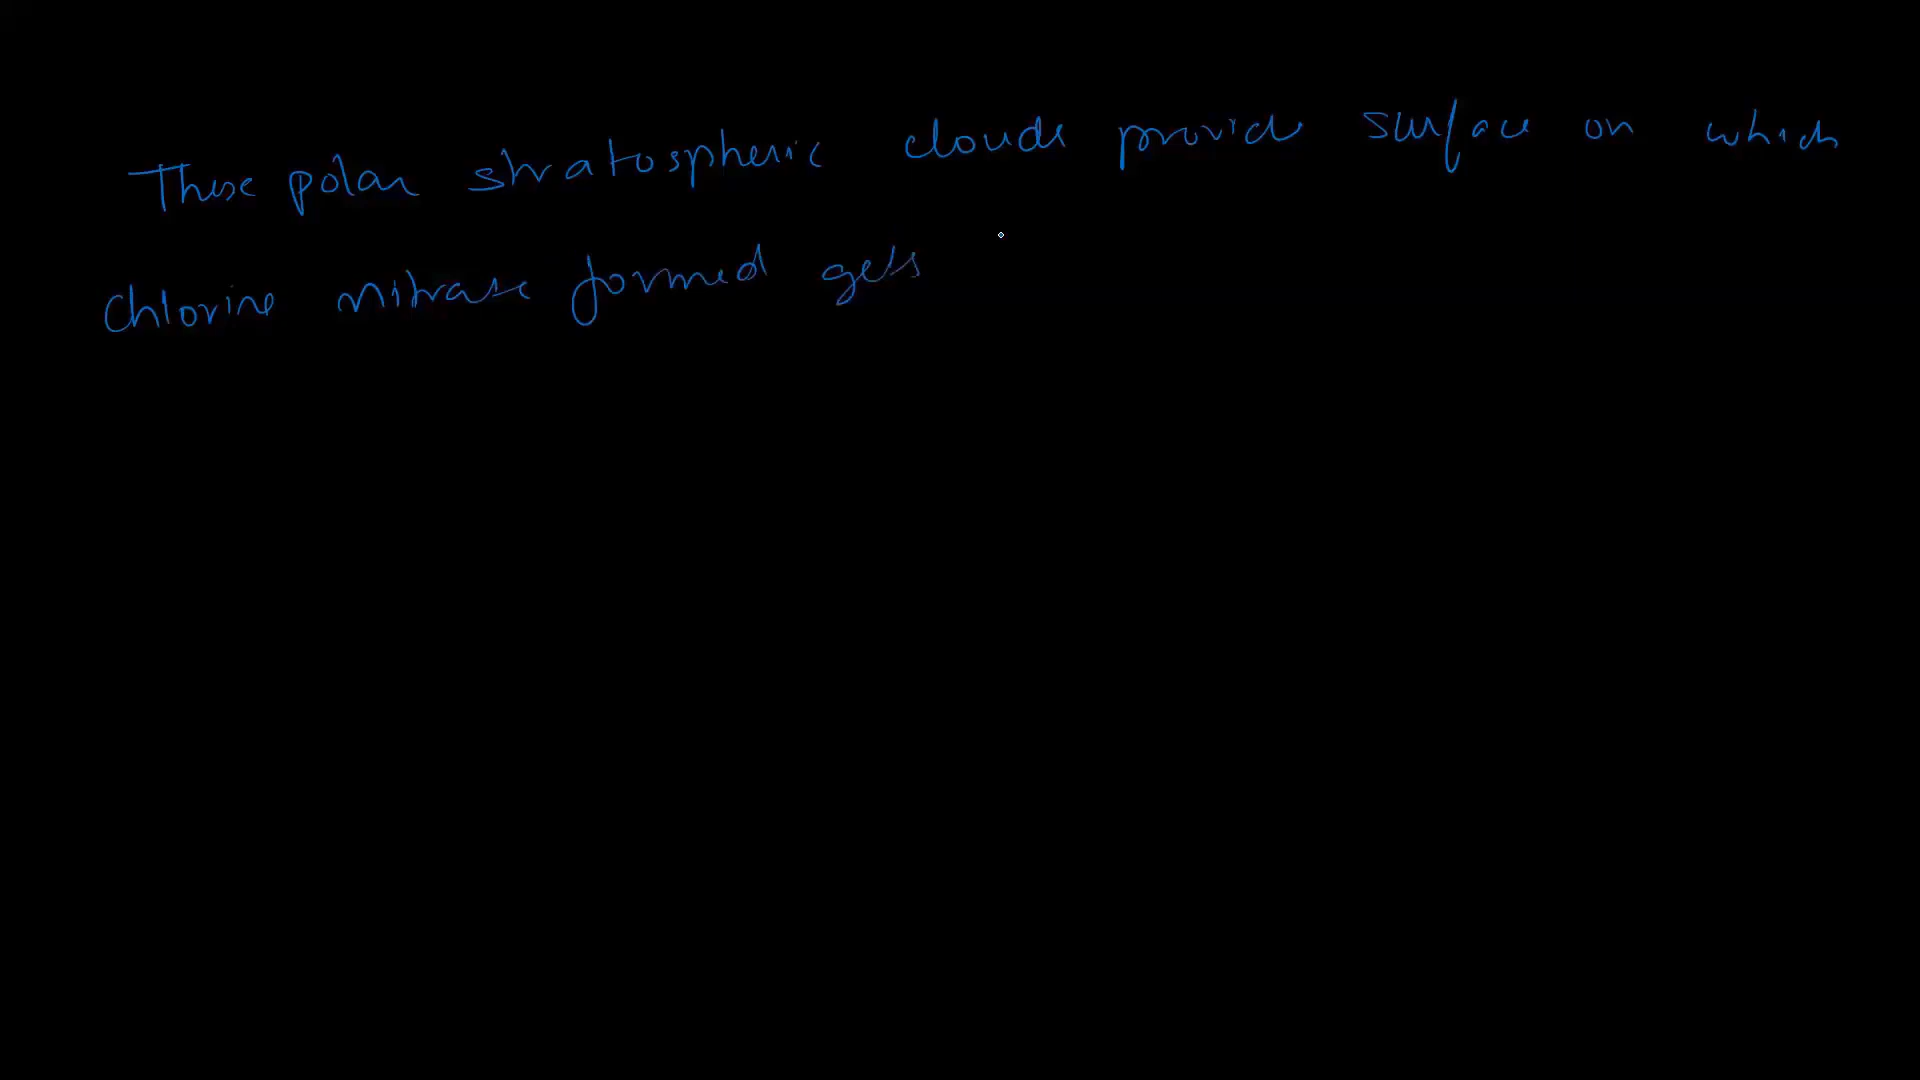 These polar stratospheric clouds provide surface on which
Chlorine nitrate formed gets